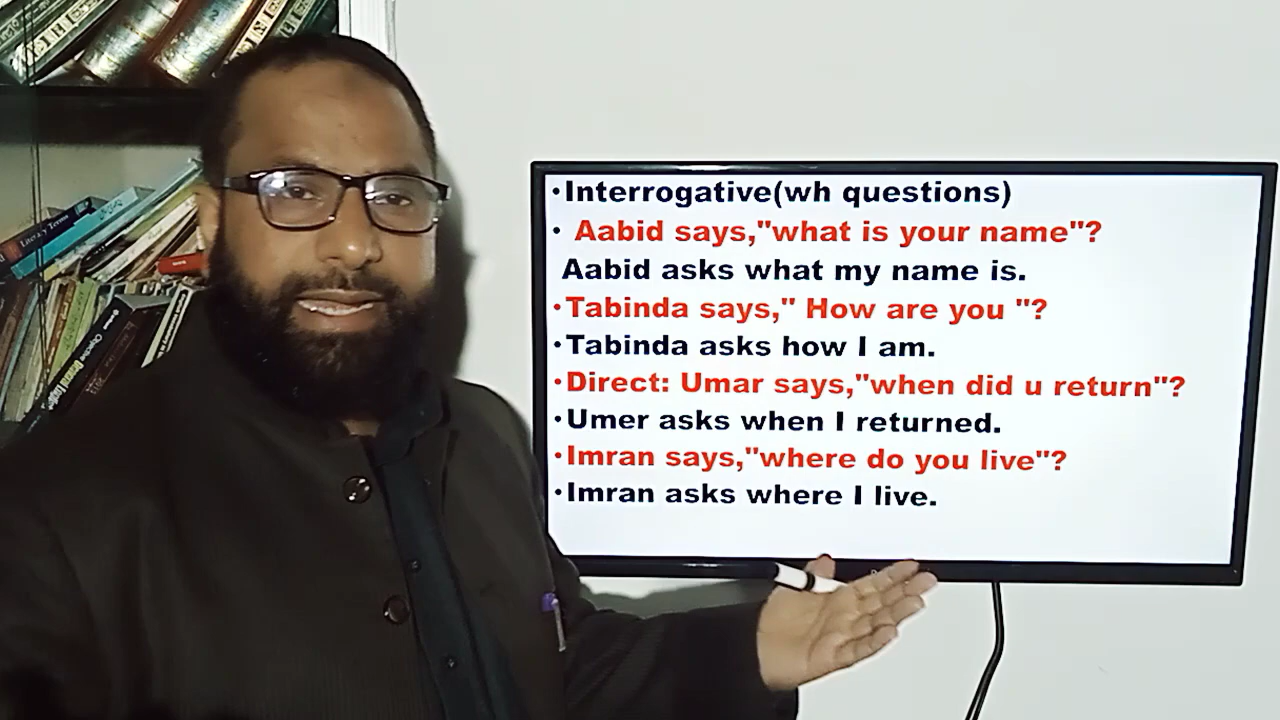 •Interrogative(wh questions)
• Aabid says,"what is your name"?
Aabid asks what my name is.
•Tabinda says," How are you "?
•Tabinda asks how I am.
•Direct: Umar says,"when did u return"?
•Umer asks when I returned.
•Imran says,"where do you live"?
•Imran asks where I live.